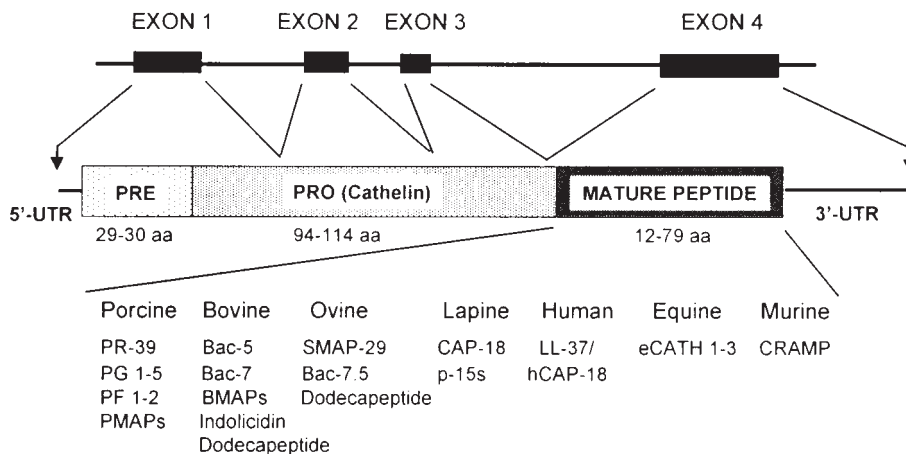 EXON 1 EXON 2 EXON 3 EXON 4
PRE PRO (Cathelin) MATURE PEPTIDE
5'-UTR 3'-UTR
29-30 aa 94-114 aa 12-79 aa
Porcine Bovine Ovine Lapine Human Equine Murine
PR-39 Bac-5 SMAP-29 CAP-18 LL-37/ eCATH 1-3 CRAMP
PG 1-5 Bac-7 Bac-7.5 p-15s hCAP-18
PF 1-2 BMAPs Dodecapeptide
PMAPs Indolicidin
Dodecapeptide